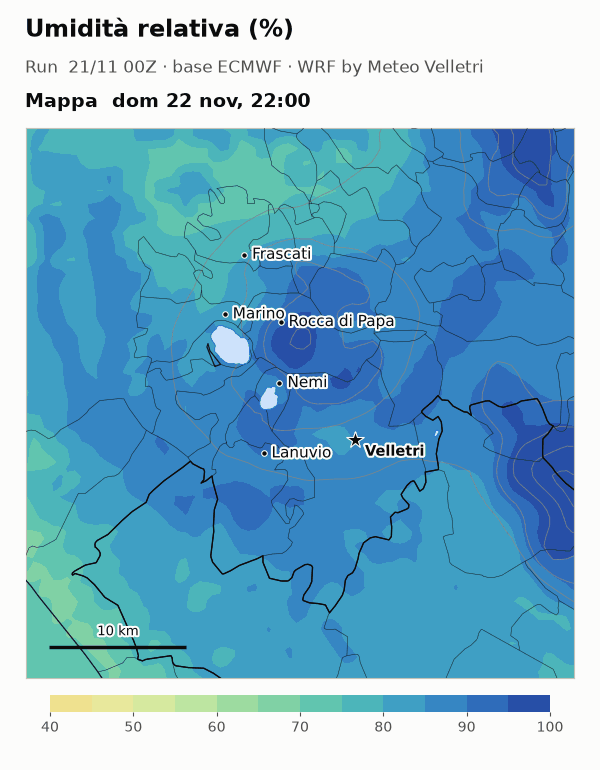 Umidità relativa (%)
Run  21/11 00Z · base ECMWF · WRF by Meteo Velletri
Mappa  dom 22 nov, 22:00
Frascati
Marino
Rocca di Papa
Nemi
Velletri
Lanuvio
10 km
40 50 60 70 80 90 100